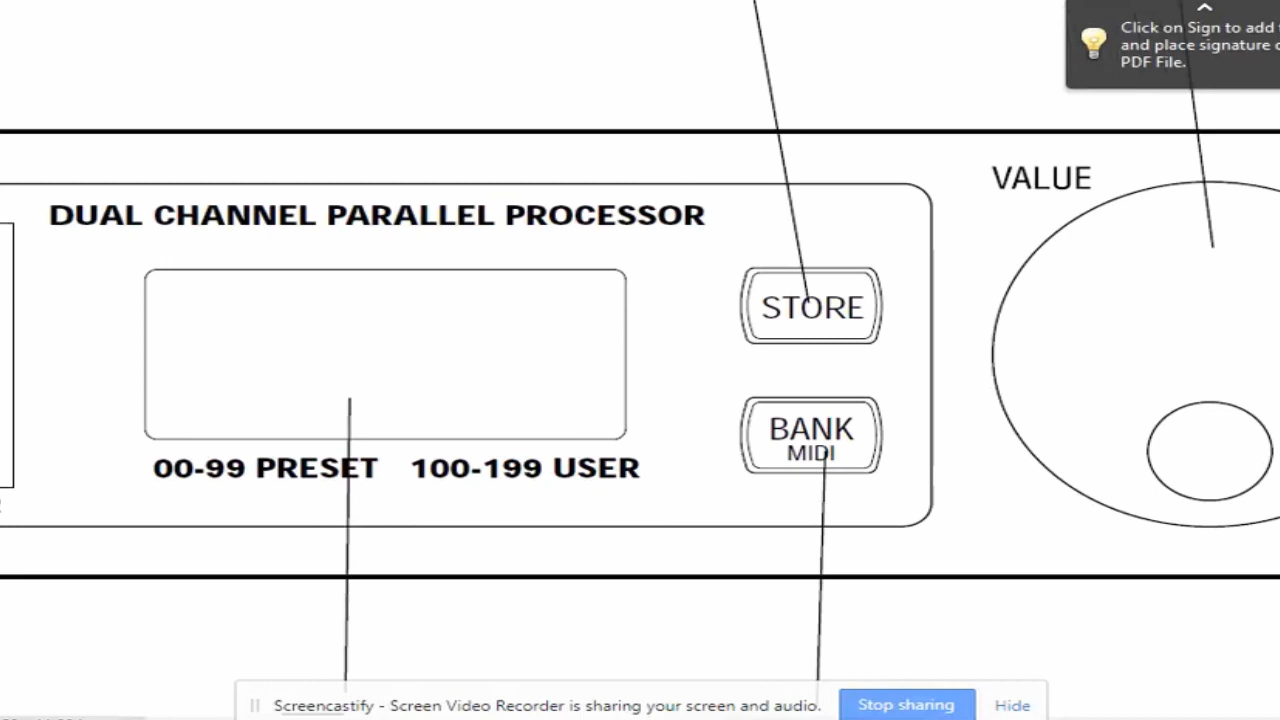 Click on Sign to add
and place signature
PDF File.
VALUE
DUAL CHANNEL PARALLEL PROCESSOR
STORE
BANK
MIDI
00-99 PRESET 100-199 USER
Screencastify - Screen Video Recorder is sharing your screen and audio. Stop sharing Hide